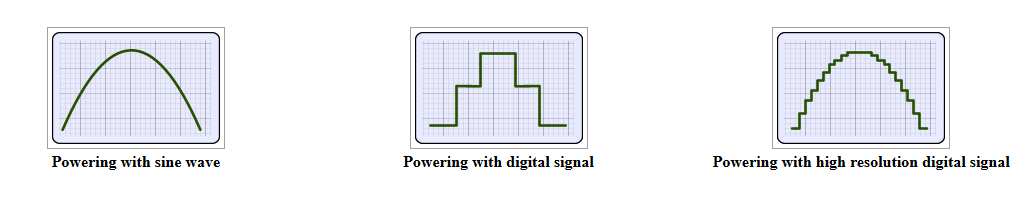 Powering with sine wave
Powering with digital signal
Powering with high resolution digital signal